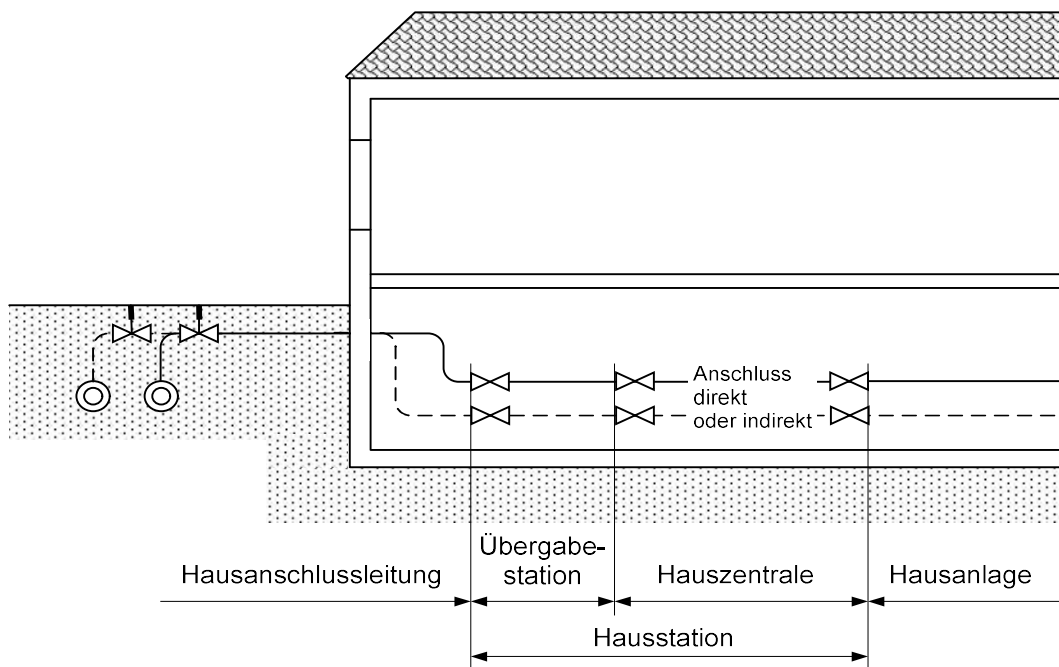 Anschluss
direkt
oder indirekt
Übergabe-
station
Hausanschlussleitung
Hauszentrale
Hausanlage
Hausstation